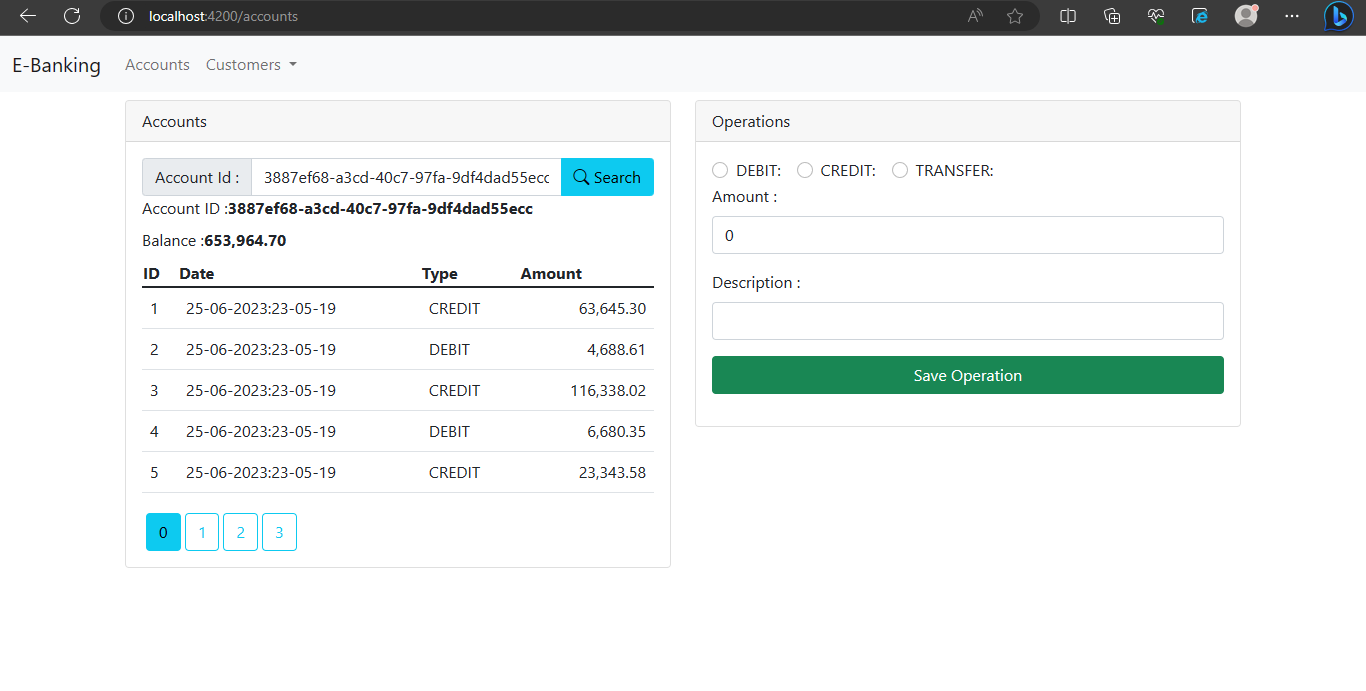 localhost:4200/accounts
E-Banking Accounts Customers
Accounts
Account Id : 3887ef68-a3cd-40c7-97fa-9df4dad55ecc Search
Account ID :3887ef68-a3cd-40c7-97fa-9df4dad55ecc
Balance :653,964.70
ID Date Type Amount
1 25-06-2023:23-05-19 CREDIT 63,645.30
2 25-06-2023:23-05-19 DEBIT 4,688.61
3 25-06-2023:23-05-19 CREDIT 116,338.02
4 25-06-2023:23-05-19 DEBIT 6,680.35
5 25-06-2023:23-05-19 CREDIT 23,343.58
0 1 2 3
Operations
DEBIT: CREDIT: TRANSFER:
Amount :
0
Description :
Save Operation